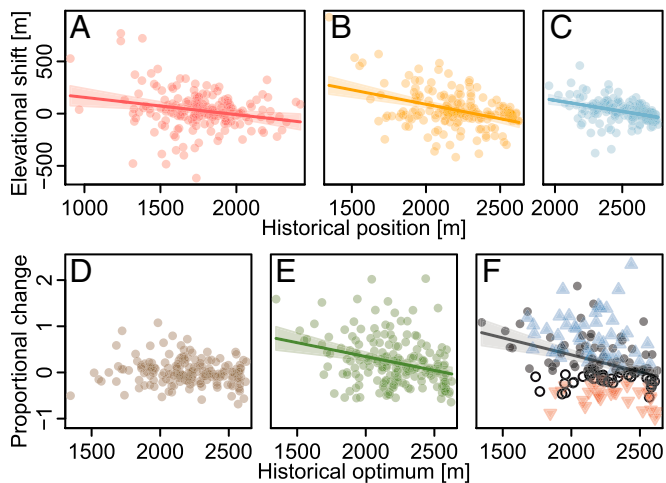 A B C
Elevational shift [m]
500
0
−500
1000 1500 2000 1500 2000 2500 2000 2500
Historical position [m]
D E F
Proportional change
2
1
0
−1
1500 2000 2500 1500 2000 2500 1500 2000 2500
Historical optimum [m]